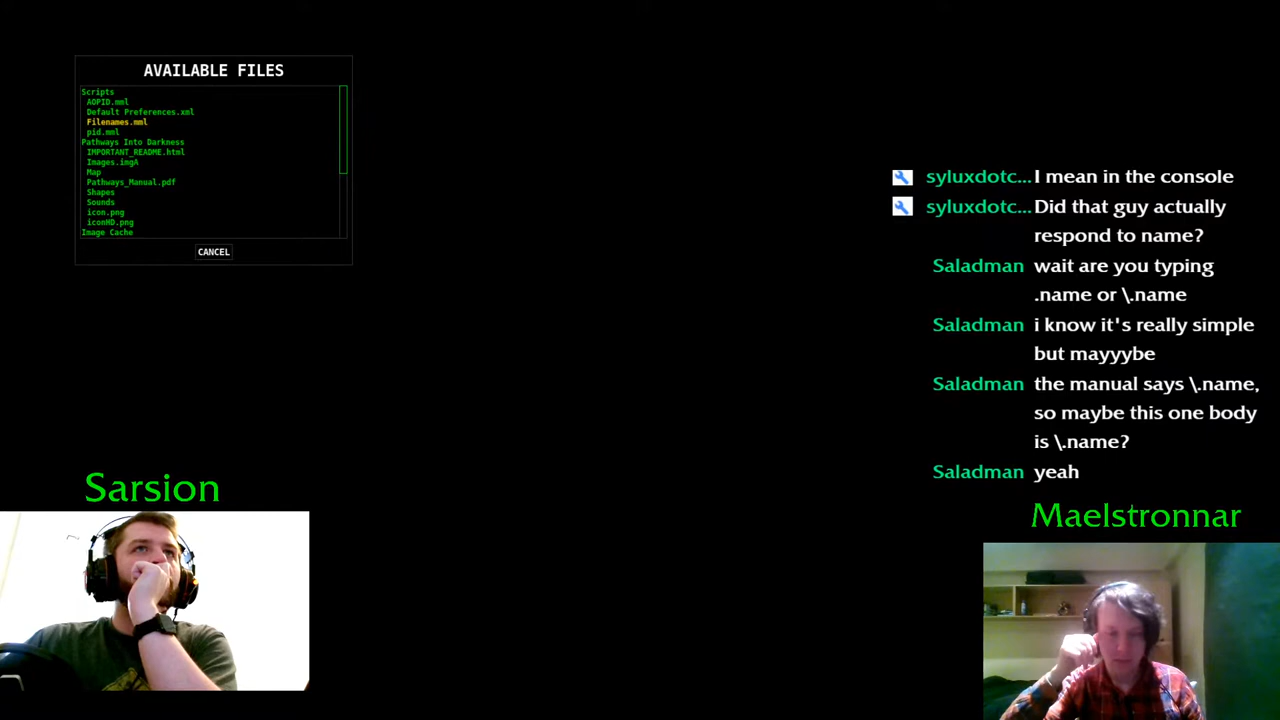 AVAILABLE FILES
Scripts
AOPID.mml
Default Preferences.xml
Filenames.mml
pid.mml
Pathways Into Darkness
IMPORTANT_README.html
Images.imgA
Map
Pathways_Manual.pdf
Shapes
Sounds
icon.png
iconHD.png
Image Cache
CANCEL
syluxdotc... I mean in the console
syluxdotc... Did that guy actually
respond to name?
Saladman wait are you typing
.name or \.name
Saladman i know it's really simple
but mayyybe
Saladman the manual says \.name,
so maybe this one body
is \.name?
Saladman yeah
Sarsion
Maelstronnar